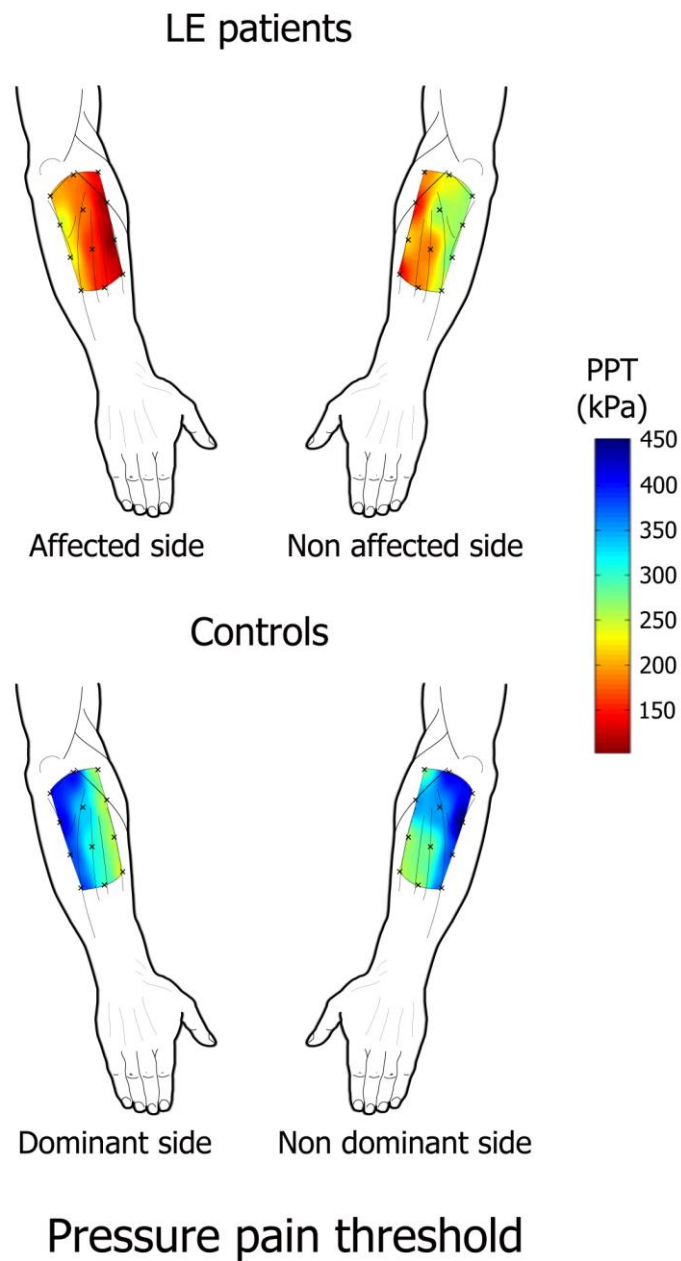 LE patients
Affected side
Non affected side
PPT
(kPa)
450
400
350
300
250
200
150
Controls
Dominant side
Non dominant side
Pressure pain threshold